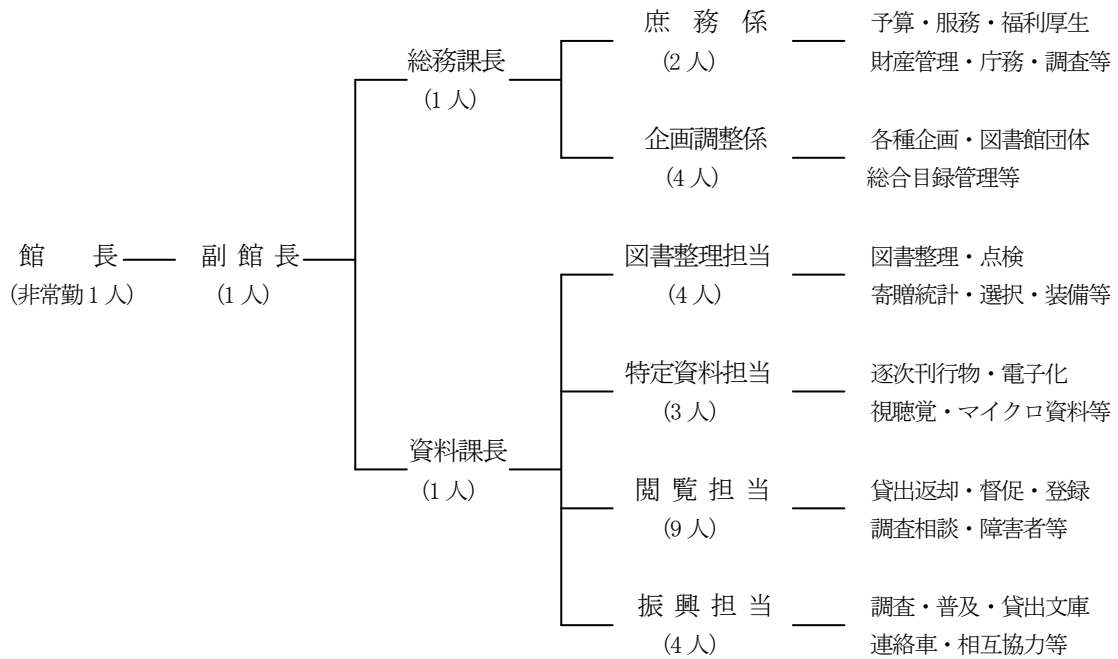 館　　長
(非常勤1人)
副 館 長
(1人)
総務課長
(1人)
庶　務　係
(2人)
予算・服務・福利厚生
財産管理・庁務・調査等
企画調整係
(4人)
各種企画・図書館団体
総合目録管理等
資料課長
(1人)
図書整理担当
(4人)
図書整理・点検
寄贈統計・選択・装備等
特定資料担当
(3人)
逐次刊行物・電子化
視聴覚・マイクロ資料等
閲 覧 担 当
(9人)
貸出返却・督促・登録
調査相談・障害者等
振 興 担 当
(4人)
調査・普及・貸出文庫
連絡車・相互協力等